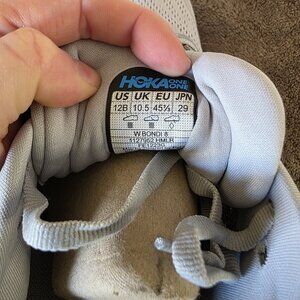 HOKA ONE ONE
US UK EU JPN
12B 10.5 45⅓ 29
W BONDI 8